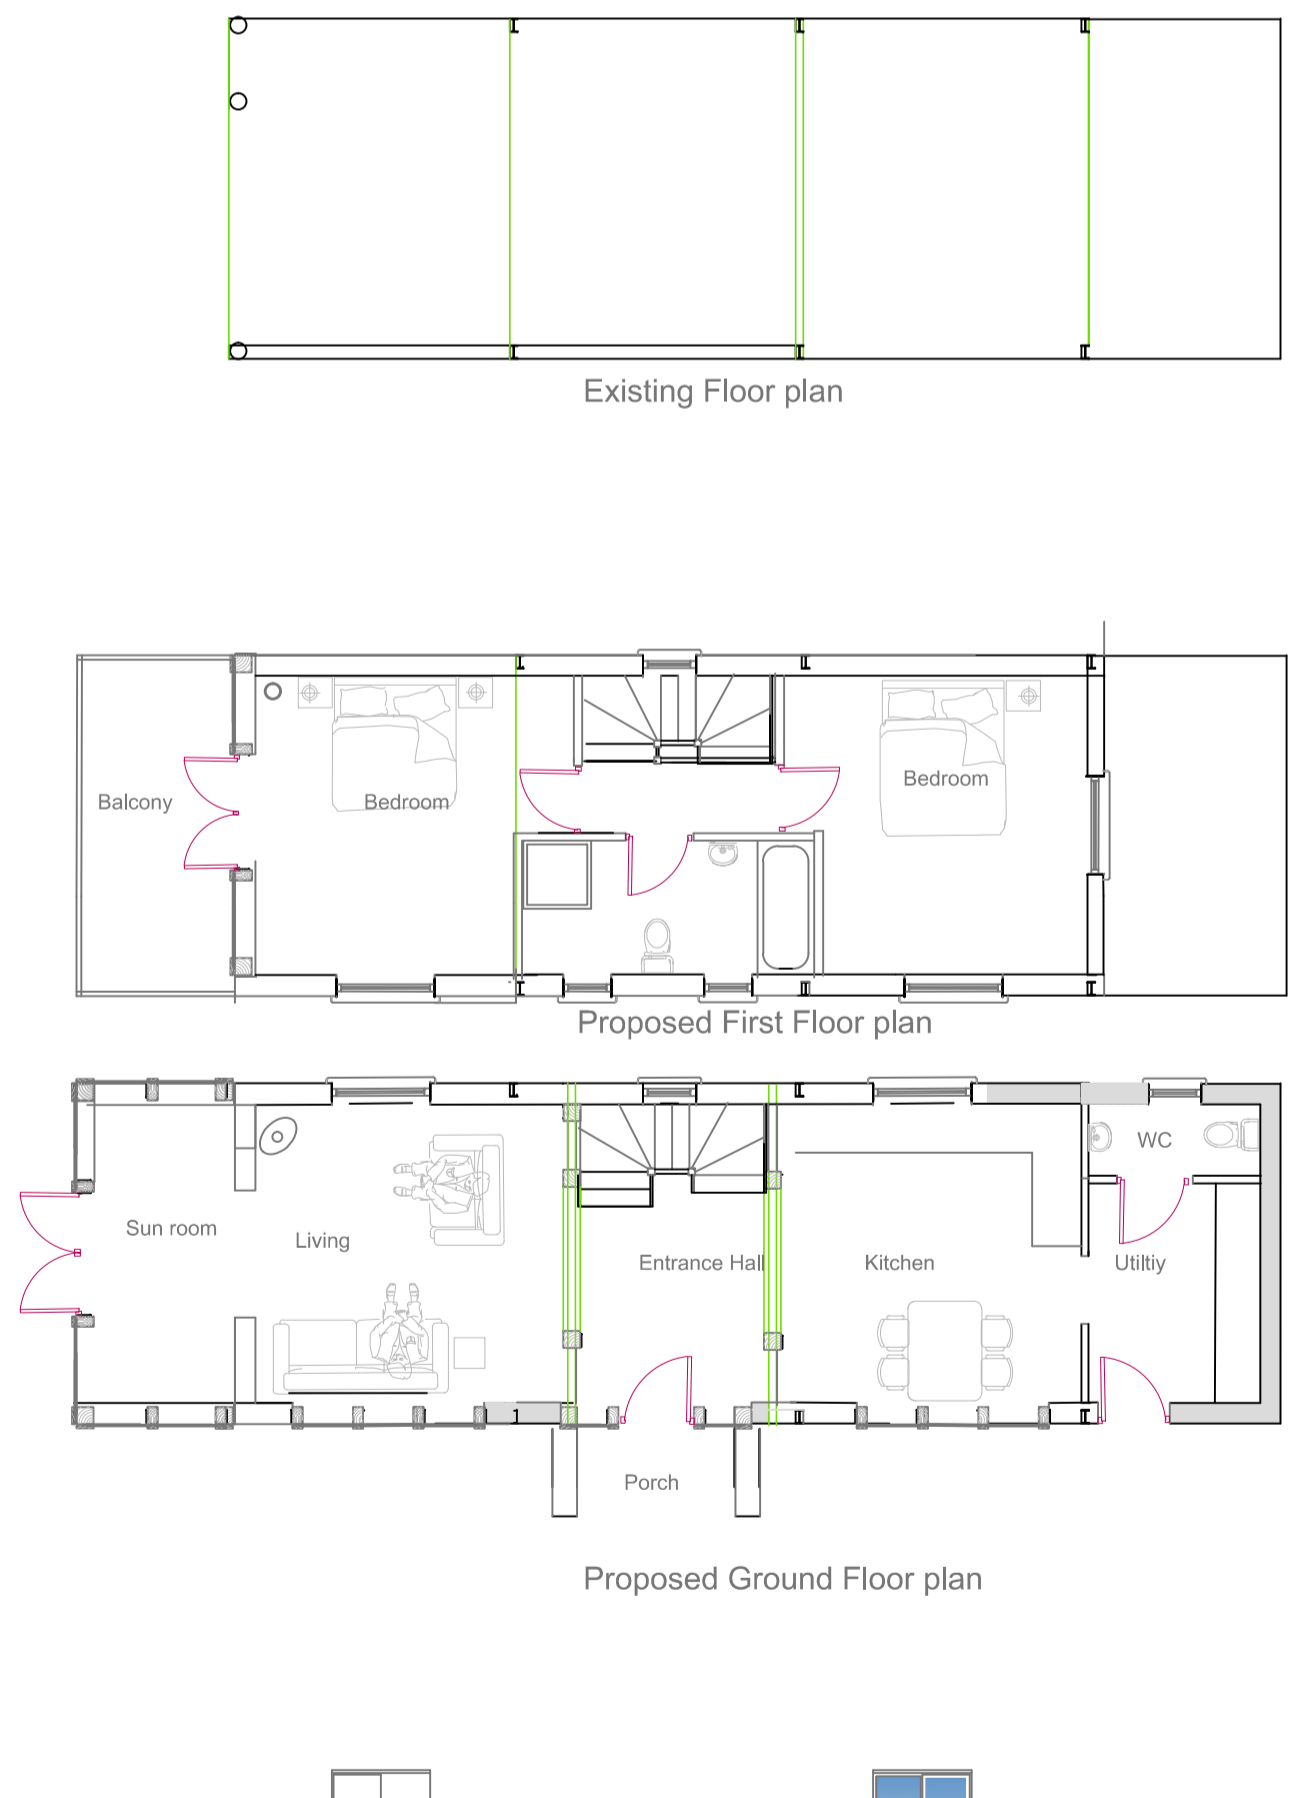 Existing Floor plan
Balcony
Bedroom
Bedroom
Proposed First Floor plan
WC
Sun room
Living
Entrance Hall
Kitchen
Utiltiy
Porch
Proposed Ground Floor plan